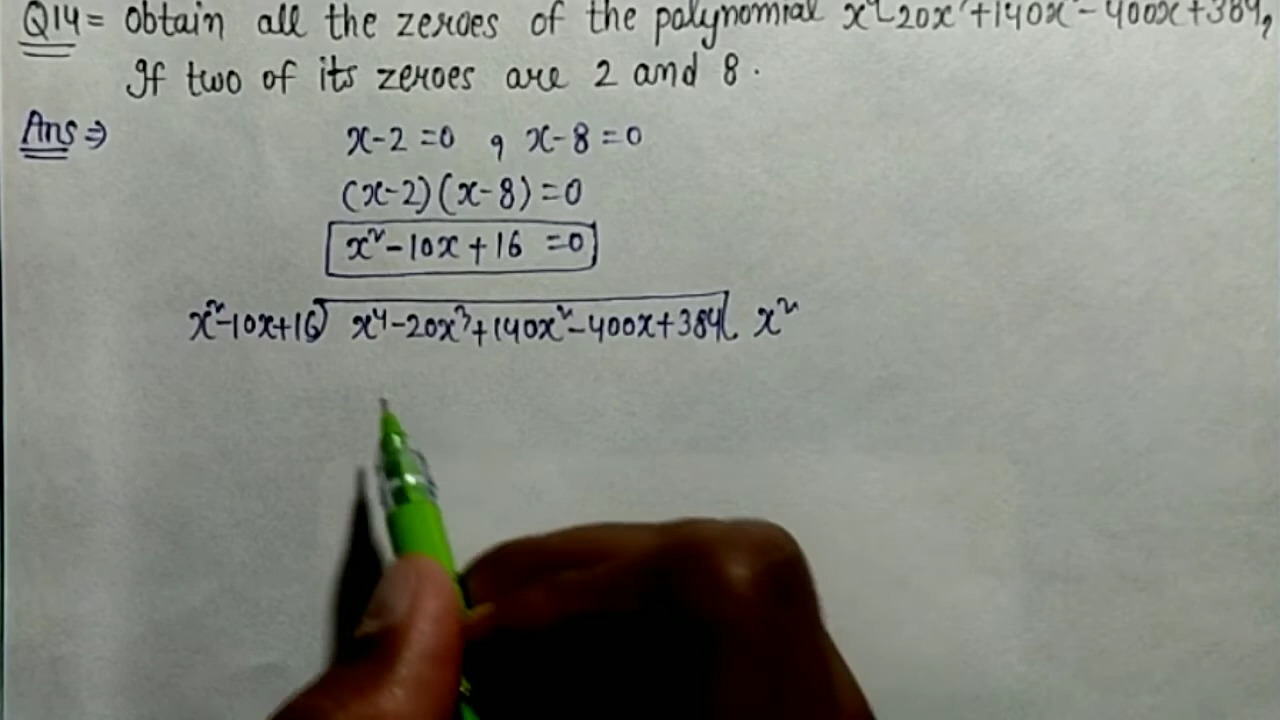 Q14= Obtain all the zeroes of the polynomial x⁴-20x³+140x²-400x+384,
If two of its zeroes are 2 and 8.
Ans⇒ x-2=0 , x-8=0
(x-2)(x-8)=0
x²-10x+16 =0
x²-10x+16) x⁴-20x³+140x²-400x+384( x²